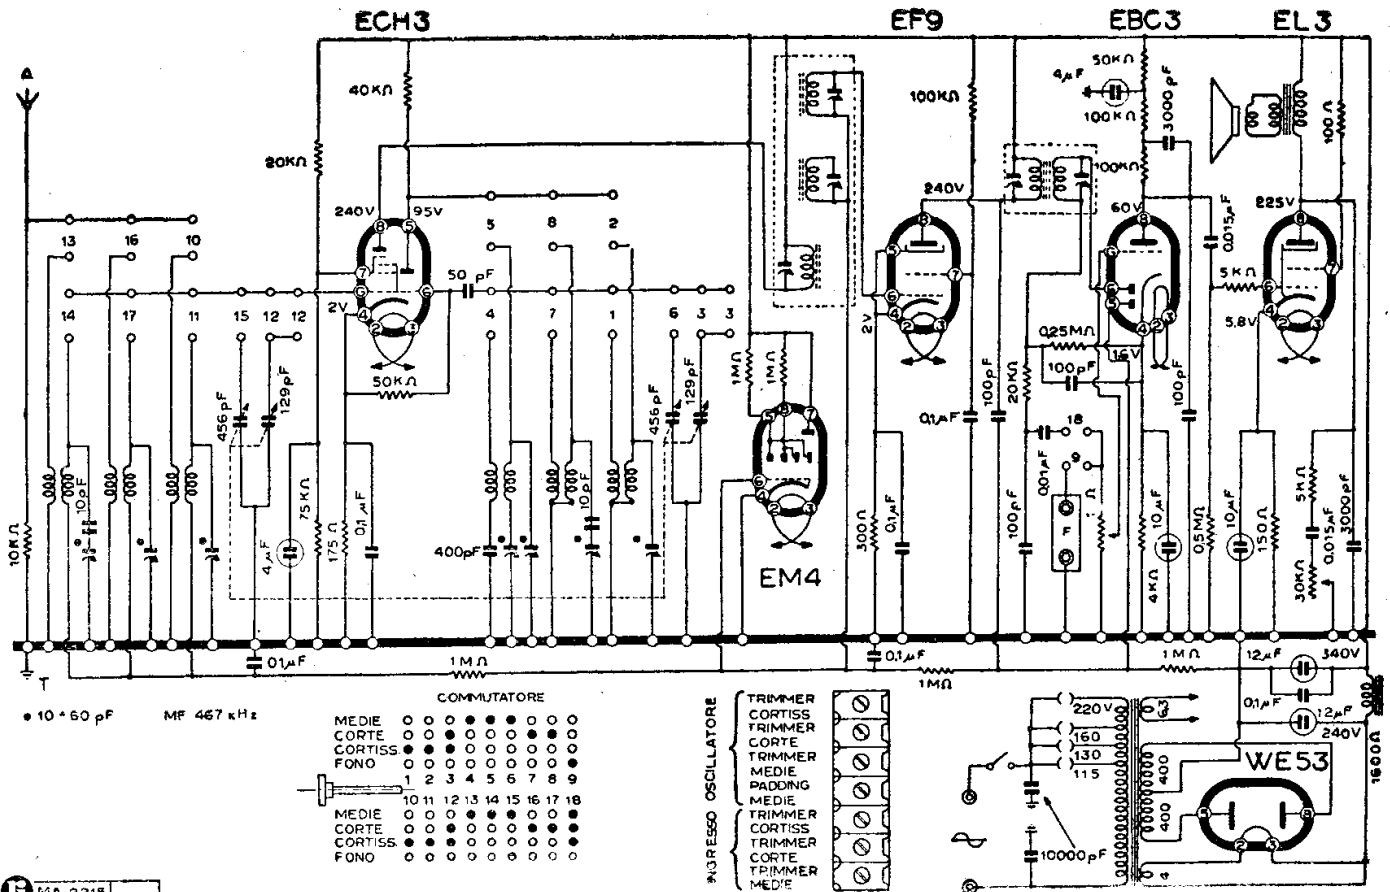 ECH3 EF9 EBC3 EL3
A
40KΩ
20KΩ
100KΩ
50KΩ
4µF
100KΩ
100KΩ
3000pF
100Ω
240V 95V
240V
60V
225V
0.015µF
13 16 10
5 8 2
50 pF
5KΩ
2V
2V
1,6V
5,8V
14 17 11 15 12 12
4 7 1 6 3 3
50KΩ
456pF
129pF
456pF
129pF
1MΩ
1MΩ
0,1µF
100pF
20KΩ
0,25MΩ
100pF
18
9
100pF
10KΩ
10pF
4µF
75KΩ
175Ω
0,1µF
400pF
10pF
EM4
300Ω
0,1µF
100pF
0,01µF
F
10µF
4KΩ
0,5MΩ
10µF
150Ω
5KΩ
30KΩ
0.015µF
3000pF
T
01µF
1MΩ
0,1µF
1MΩ
1MΩ
12µF 340V
0,1µF
12µF
240V
1600Ω
• 10÷60 pF MF 467 KHz
COMMUTATORE
MEDIE
CORTE
CORTISS.
FONO
1 2 3 4 5 6 7 8 9
10 11 12 13 14 15 16 17 18
MEDIE
CORTE
CORTISS
FONO
OSCILLATORE
TRIMMER
CORTISS
TRIMMER
CORTE
TRIMMER
MEDIE
PADDING
MEDIE
INGRESSO
TRIMMER
CORTISS
TRIMMER
CORTE
TRIMMER
MEDIE
220V
160
130
115
10000pF
6,3
400
400
4
WE53